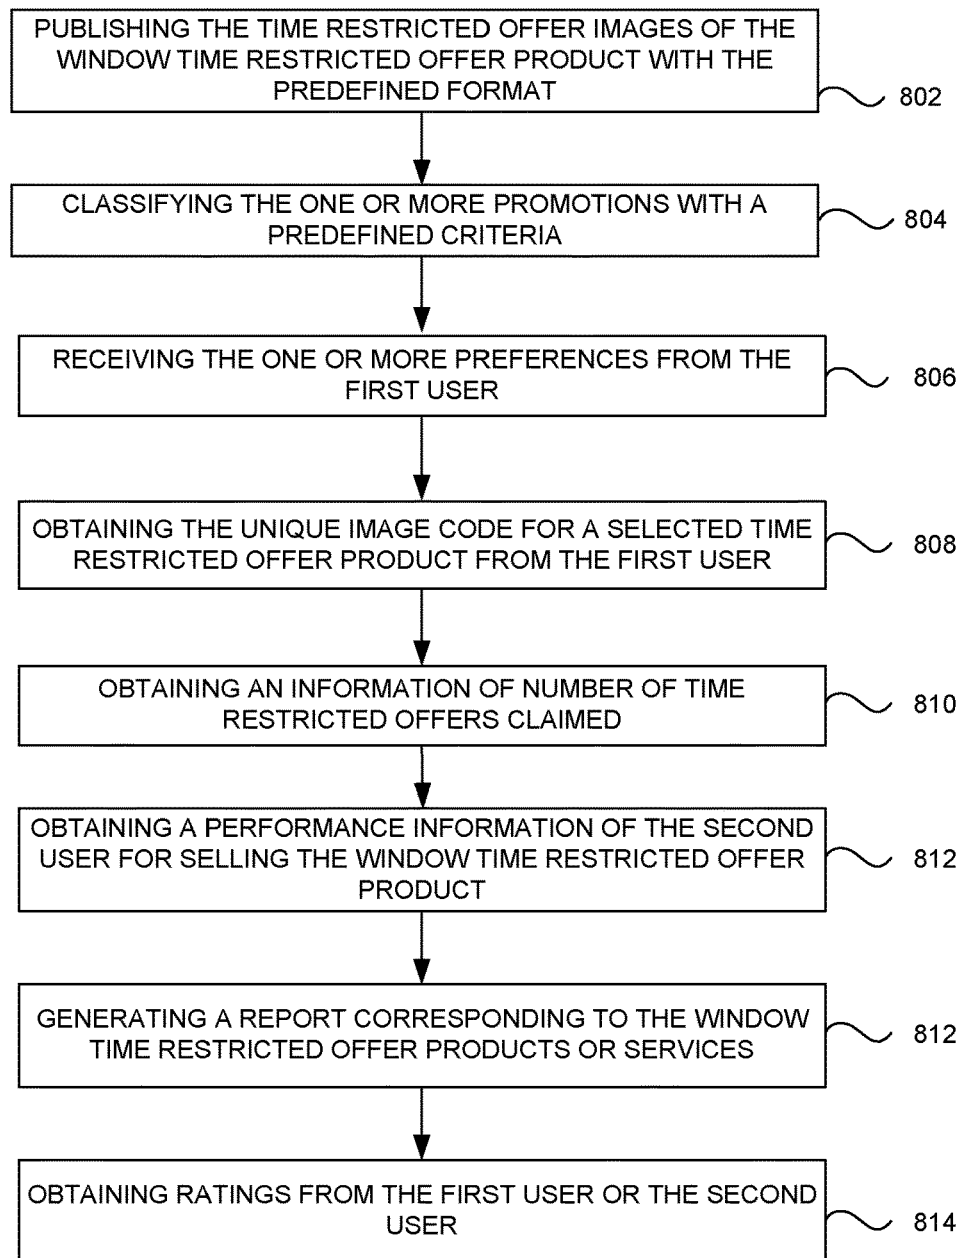 PUBLISHING THE TIME RESTRICTED OFFER IMAGES OF THE
WINDOW TIME RESTRICTED OFFER PRODUCT WITH THE
PREDEFINED FORMAT
802
CLASSIFYING THE ONE OR MORE PROMOTIONS WITH A
PREDEFINED CRITERIA
804
RECEIVING THE ONE OR MORE PREFERENCES FROM THE
FIRST USER
806
OBTAINING THE UNIQUE IMAGE CODE FOR A SELECTED TIME
RESTRICTED OFFER PRODUCT FROM THE FIRST USER
808
OBTAINING AN INFORMATION OF NUMBER OF TIME
RESTRICTED OFFERS CLAIMED
810
OBTAINING A PERFORMANCE INFORMATION OF THE SECOND
USER FOR SELLING THE WINDOW TIME RESTRICTED OFFER
PRODUCT
812
GENERATING A REPORT CORRESPONDING TO THE WINDOW
TIME RESTRICTED OFFER PRODUCTS OR SERVICES
812
OBTAINING RATINGS FROM THE FIRST USER OR THE SECOND
USER
814